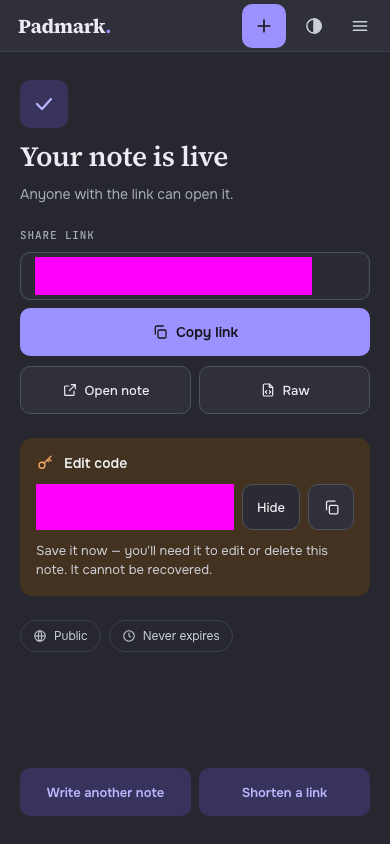 Padmark.
Your note is live
Anyone with the link can open it.
SHARE LINK
Copy link
Open note
Raw
Edit code
Hide
Save it now — you'll need it to edit or delete this
note. It cannot be recovered.
Public
Never expires
Write another note
Shorten a link